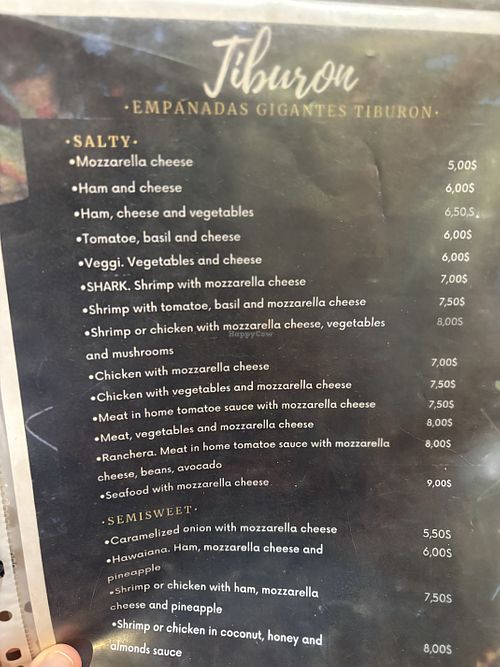 Tiburon
·EMPANADAS GIGANTES TIBURON·
·SALTY·
•Mozzarella cheese 5,00$
•Ham and cheese 6,00$
•Ham, cheese and vegetables 6,50,$.
•Tomatoe, basil and cheese 6,00$
•Veggi. Vegetables and cheese 6,00$
•SHARK. Shrimp with mozzarella cheese 7,00$
•Shrimp with tomatoe, basil and mozzarella cheese 7,50$
•Shrimp or chicken with mozzarella cheese, vegetables 8,00$
and mushrooms
HappyCow
•Chicken with mozzarella cheese 7,00$
•Chicken with vegetables and mozzarella cheese 7,50$
•Meat in home tomatoe sauce with mozzarella cheese 7,50$
•Meat, vegetables and mozzarella cheese 8,00$
•Ranchera. Meat in home tomatoe sauce with mozzarella 8,00$
cheese, beans, avocado
•Seafood with mozzarella cheese 9,00$
·SEMISWEET·
•Caramelized onion with mozzarella cheese 5,50$
•Hawaiana. Ham, mozzarella cheese and 6,00$
pineapple
•Shrimp or chicken with ham, mozzarella 7,50$
cheese and pineapple
•Shrimp or chicken in coconut, honey and
almonds sauce 8,00$